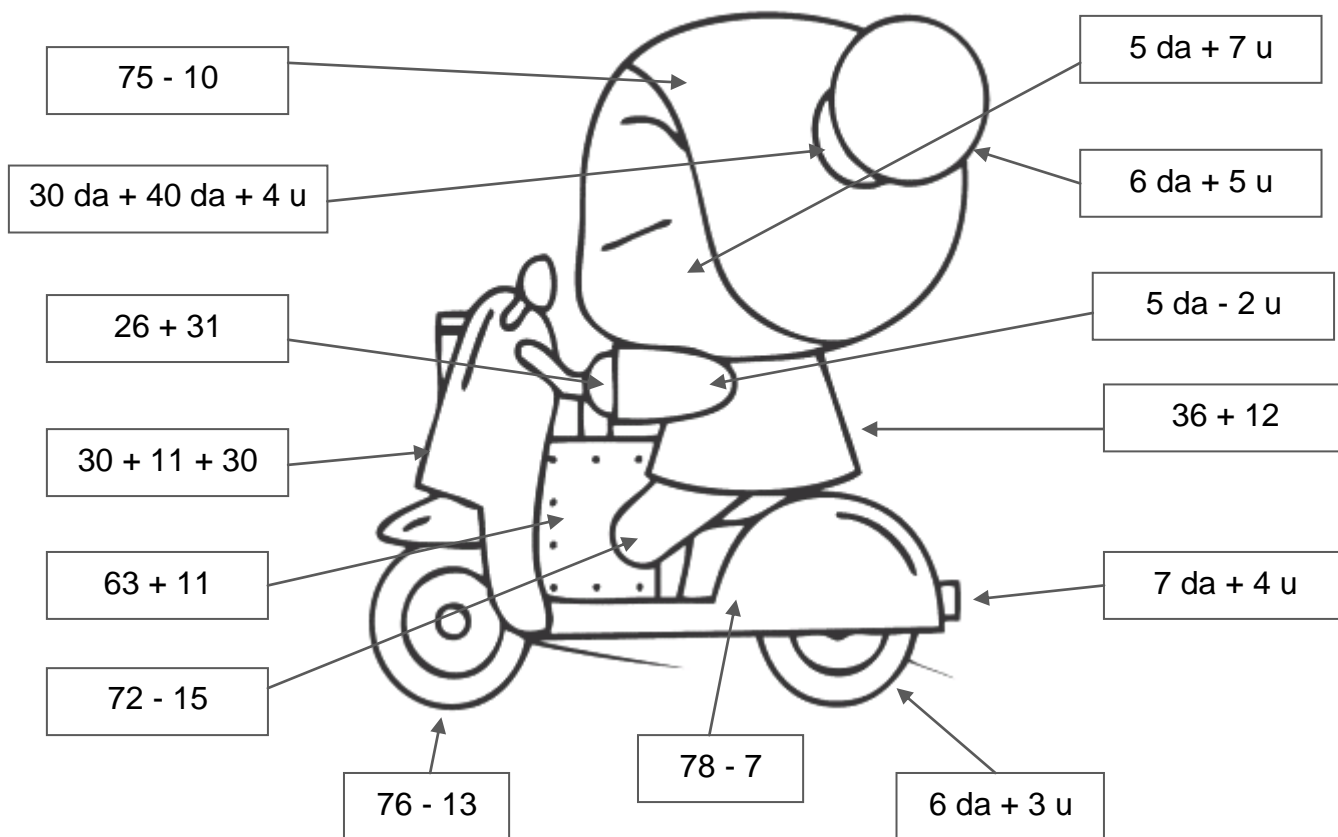 75 - 10
5 da + 7 u
30 da + 40 da + 4 u
6 da + 5 u
26 + 31
5 da - 2 u
36 + 12
30 + 11 + 30
63 + 11
7 da + 4 u
72 - 15
78 - 7
76 - 13
6 da + 3 u